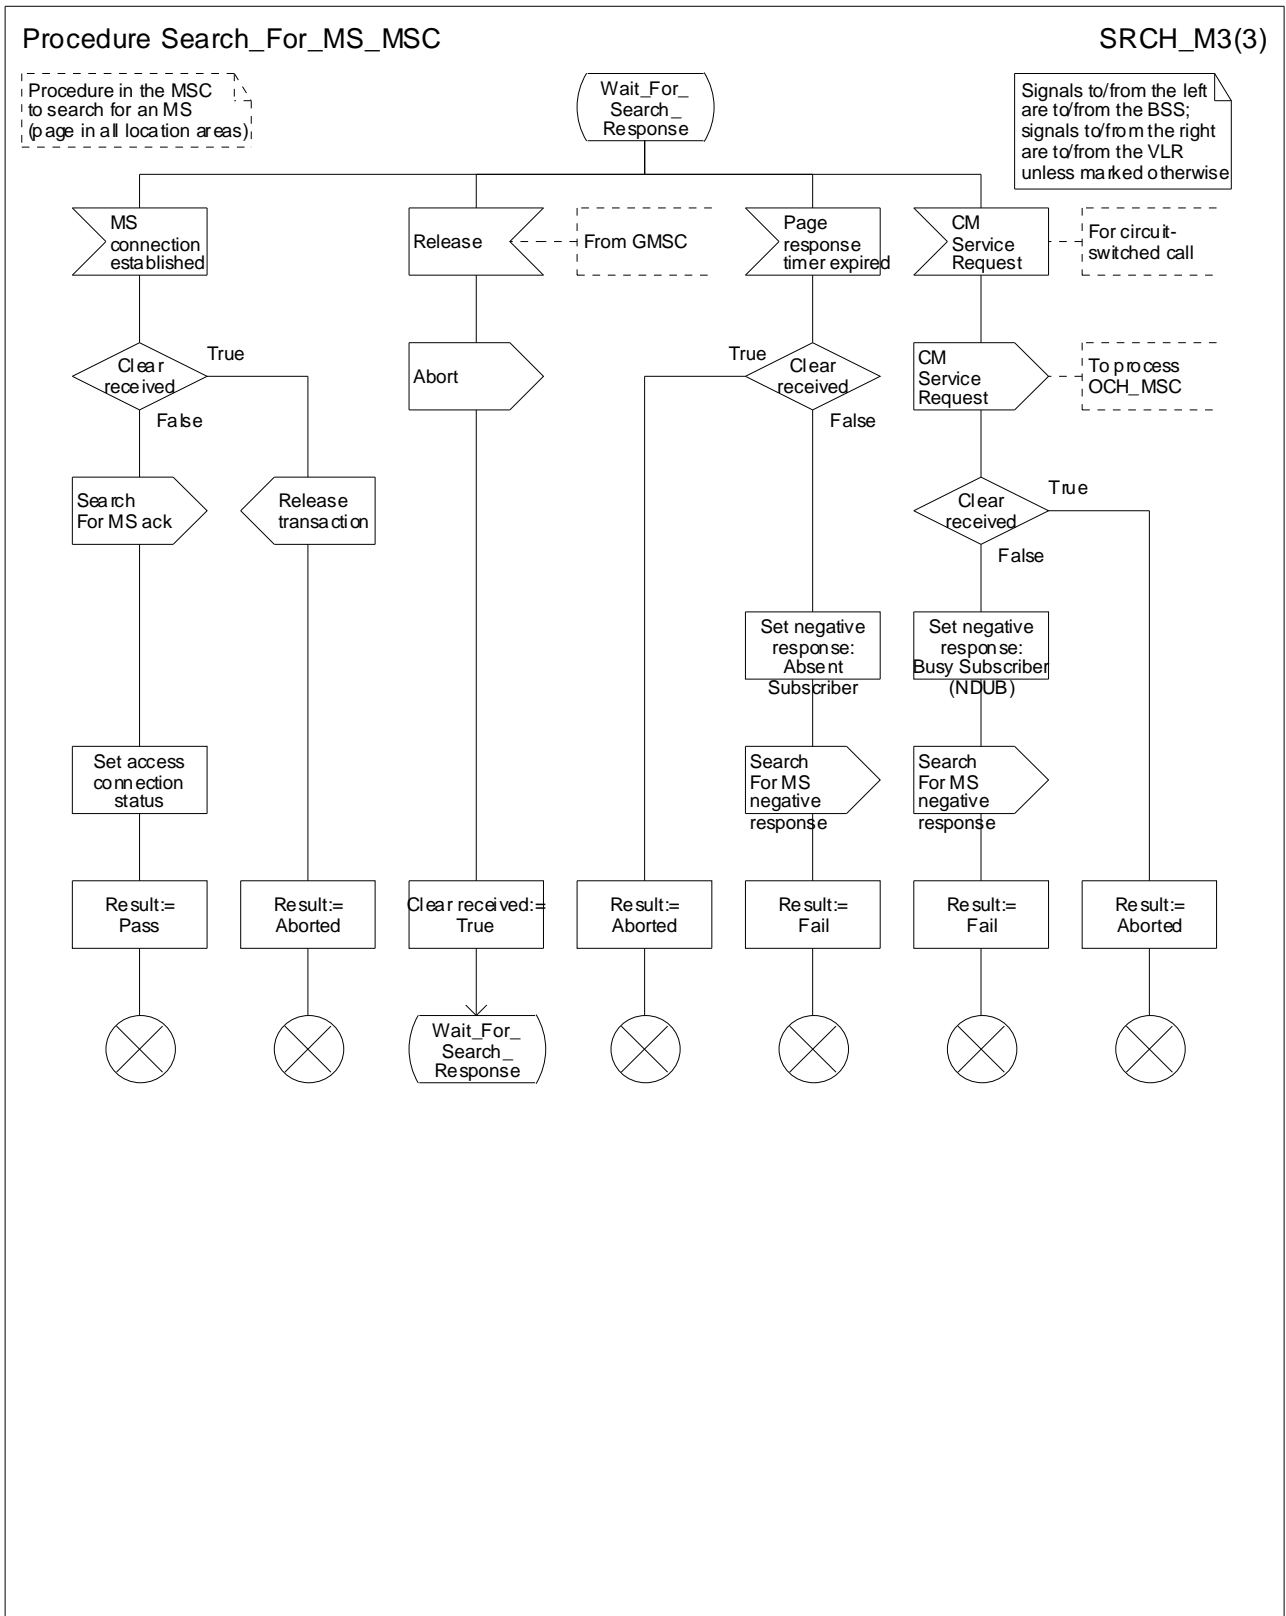 Procedure Search_For_MS_MSC
SRCH_M3(3)
Procedure in the MSC
to search for an MS
(page in all location areas)
Wait_For_
Search_
Response
Signals to/from the left
are to/from the BSS;
signals to/from the right
are to/from the VLR
unless marked otherwise
MS
connection
established
Release
From GMSC
Page
response
timer expired
CM
Service
Request
For circuit-
switched call
Clear
received
True
False
Abort
True
Clear
received
False
CM
Service
Request
To process
OCH_MSC
Search
For MS ack
Release
transaction
Clear
received
True
False
Set negative
response:
Absent
Subscriber
Set negative
response:
Busy Subscriber
(NDUB)
Set access
connection
status
Search
For MS
negative
response
Search
For MS
negative
response
Result:=
Pass
Result:=
Aborted
Clear received:=
True
Result:=
Aborted
Result:=
Fail
Result:=
Fail
Result:=
Aborted
Wait_For_
Search_
Response